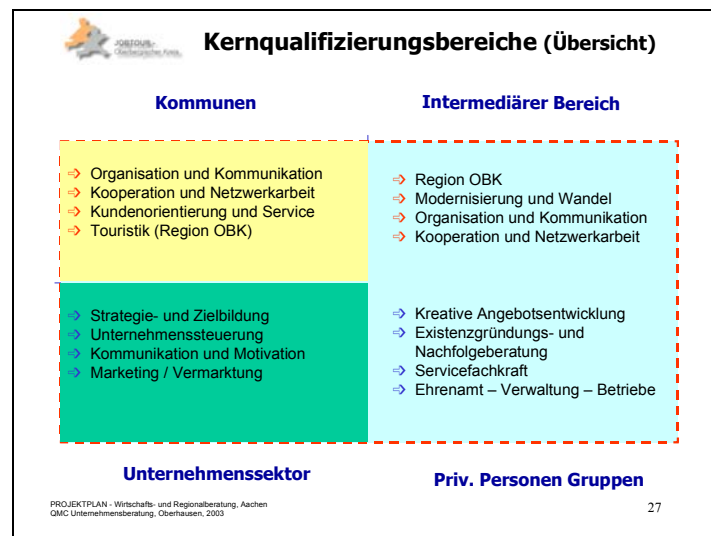 JOBTOUR-
Oberbergischer Kreis
Kernqualifizierungsbereiche (Übersicht)
Kommunen
Intermediärer Bereich
Organisation und Kommunikation
Kooperation und Netzwerkarbeit
Kundenorientierung und Service
Touristik (Region OBK)
Region OBK
Modernisierung und Wandel
Organisation und Kommunikation
Kooperation und Netzwerkarbeit
Strategie- und Zielbildung
Unternehmenssteuerung
Kommunikation und Motivation
Marketing / Vermarktung
Kreative Angebotsentwicklung
Existenzgründungs- und
Nachfolgeberatung
Servicefachkraft
Ehrenamt – Verwaltung – Betriebe
Unternehmenssektor
Priv. Personen Gruppen
PROJEKTPLAN - Wirtschafts- und Regionalberatung, Aachen
QMC Unternehmensberatung, Oberhausen, 2003
27